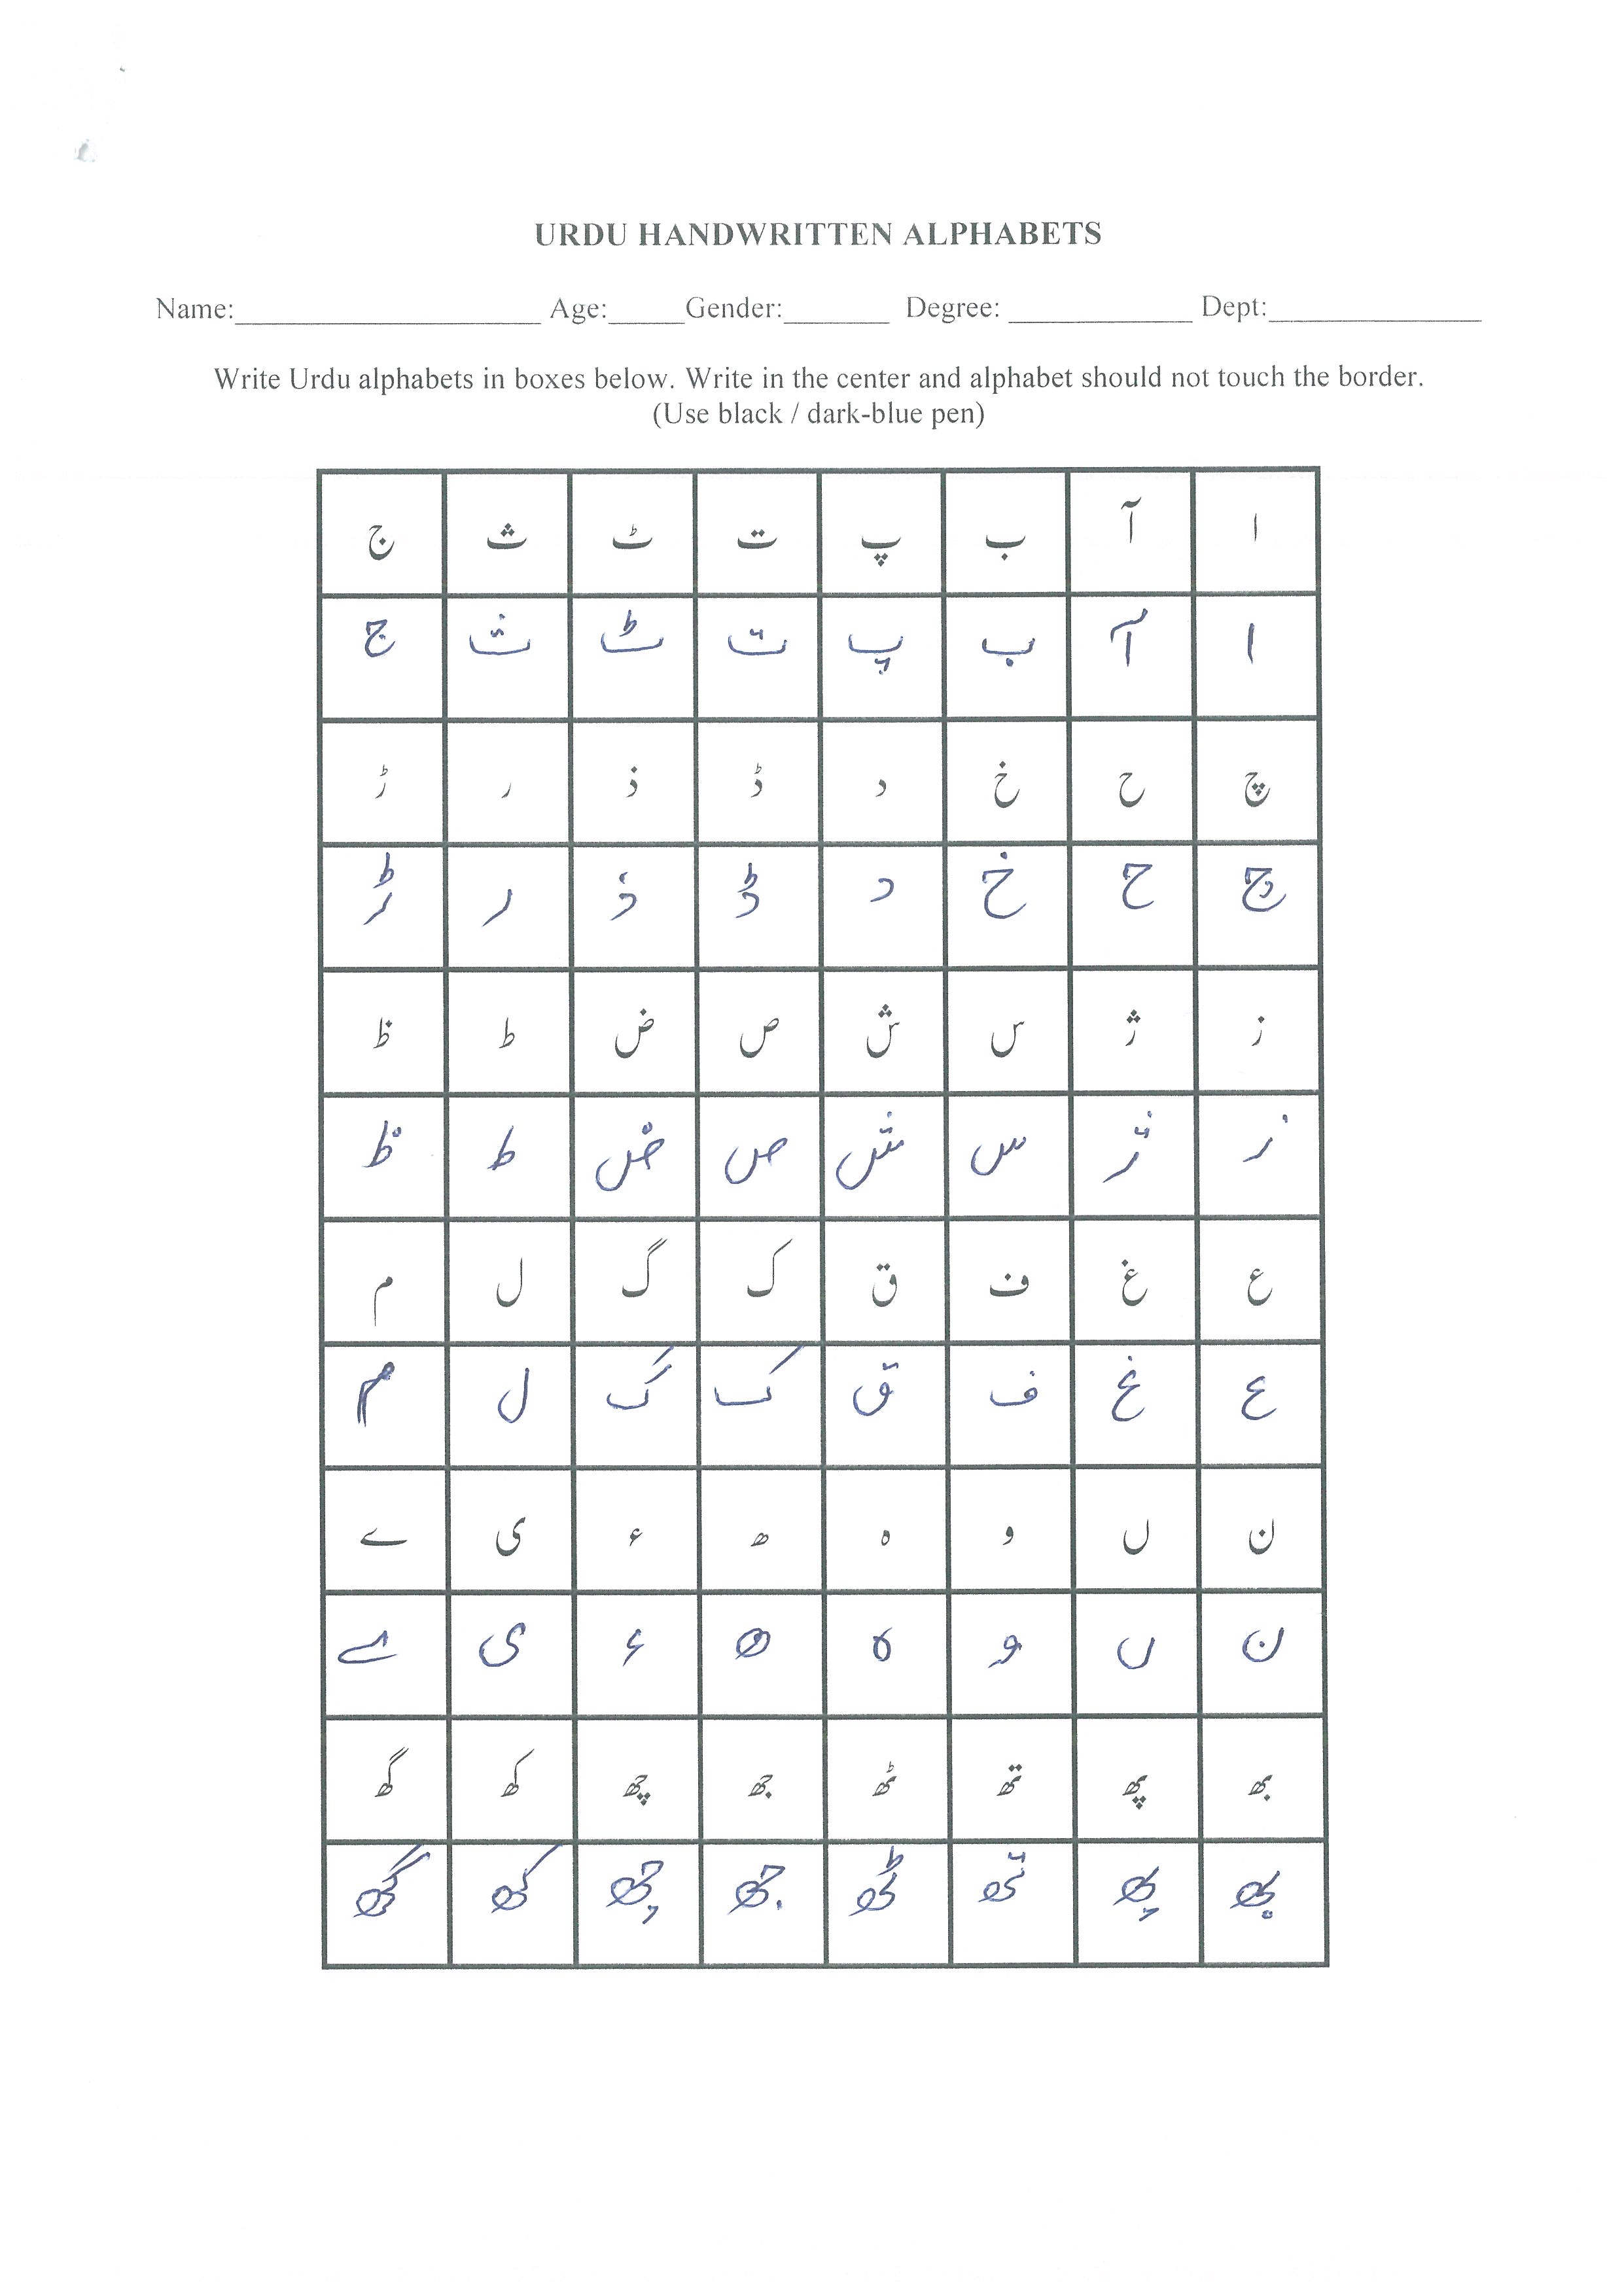 URDU HANDWRITTEN ALPHABETS
Name:____________________ Age:_____Gender:_______ Degree: ____________ Dept:______________
Write Urdu alphabets in boxes below. Write in the center and alphabet should not touch the border.
(Use black / dark-blue pen)
ا آ ب پ ت ٹ ث ج
ا آ ب پ ت ٹ ث ج
چ ح خ د ڈ ذ ر ڑ
چ ح خ د ڈ ذ ر ڑ
ز ژ س ش ص ض ط ظ
ز ژ س ش ص ض ط ظ
ع غ ف ق ک گ ل م
ع غ ف ق ک گ ل م
ن ں و ہ ھ ء ی ے
ن ں و ہ ھ ء ی ے
بھ پھ تھ ٹھ جھ چھ کھ گھ
بھ پھ تھ ٹھ جھ چھ کھ گھ